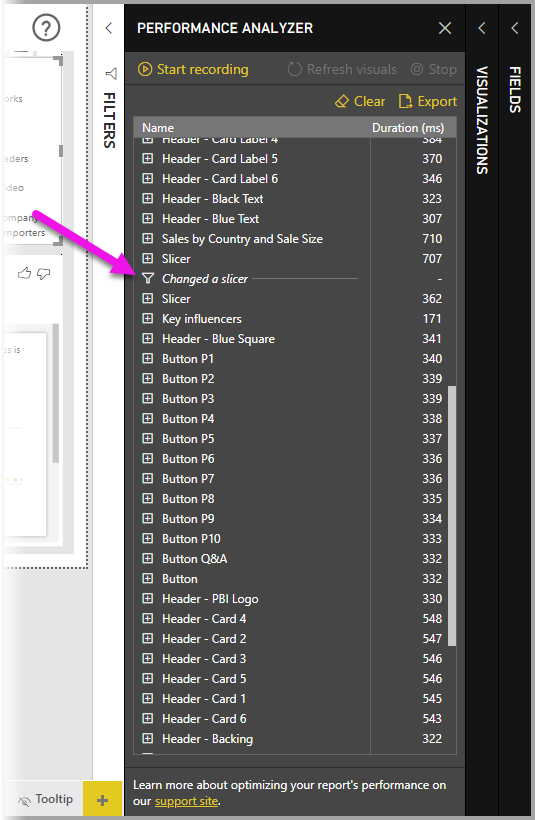 ?
PERFORMANCE ANALYZER
Start recording
Refresh visuals
Stop
Clear
Export
FILTERS
VISUALIZATIONS
FIELDS
Name Duration (ms)
Header - Card Label 4 384
Header - Card Label 5 370
Header - Card Label 6 346
Header - Black Text 323
Header - Blue Text 307
Sales by Country and Sale Size 710
Slicer 707
Changed a slicer -
Slicer 362
Key influencers 171
Header - Blue Square 341
Button P1 340
Button P2 339
Button P3 339
Button P4 338
Button P5 337
Button P6 336
Button P7 336
Button P8 335
Button P9 334
Button P10 333
Button Q&A 332
Button 332
Header - PBI Logo 330
Header - Card 4 548
Header - Card 2 547
Header - Card 3 546
Header - Card 5 546
Header - Card 1 545
Header - Card 6 543
Header - Backing 322
Learn more about optimizing your report's performance on
our support site.
orks
aders
ideo
ompany
mporters
is
Tooltip
+